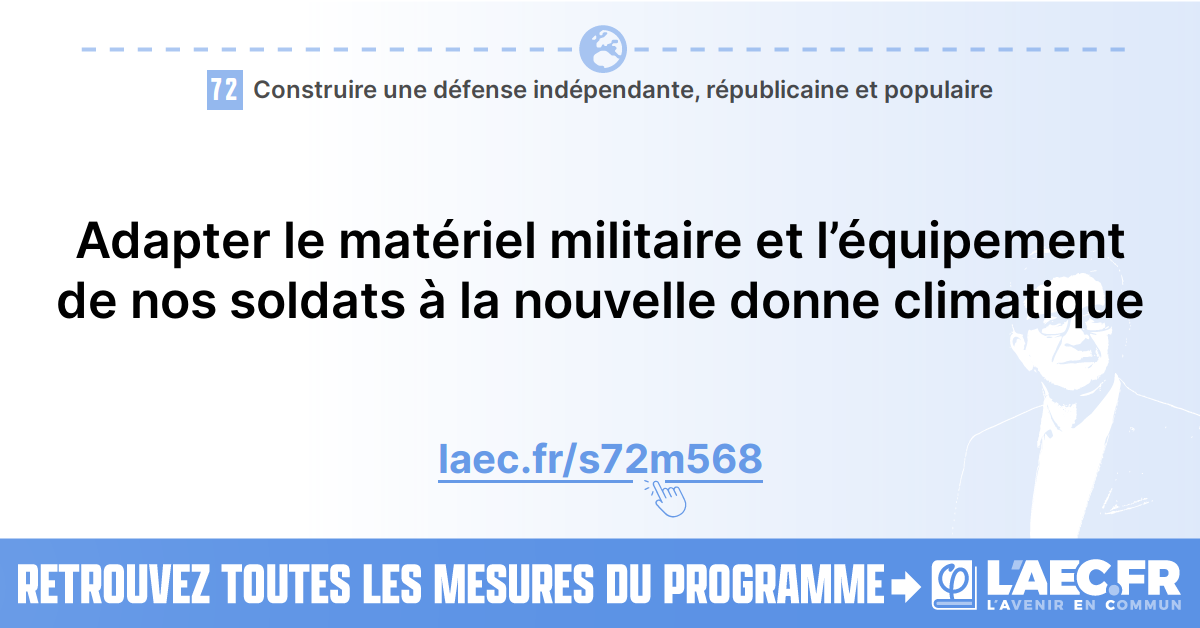 72 Construire une défense indépendante, républicaine et populaire
Adapter le matériel militaire et l’équipement
de nos soldats à la nouvelle donne climatique
laec.fr/s72m568
RETROUVEZ TOUTES LES MESURES DU PROGRAMME
L'AEC.FR
L'AVENIR EN COMMUN